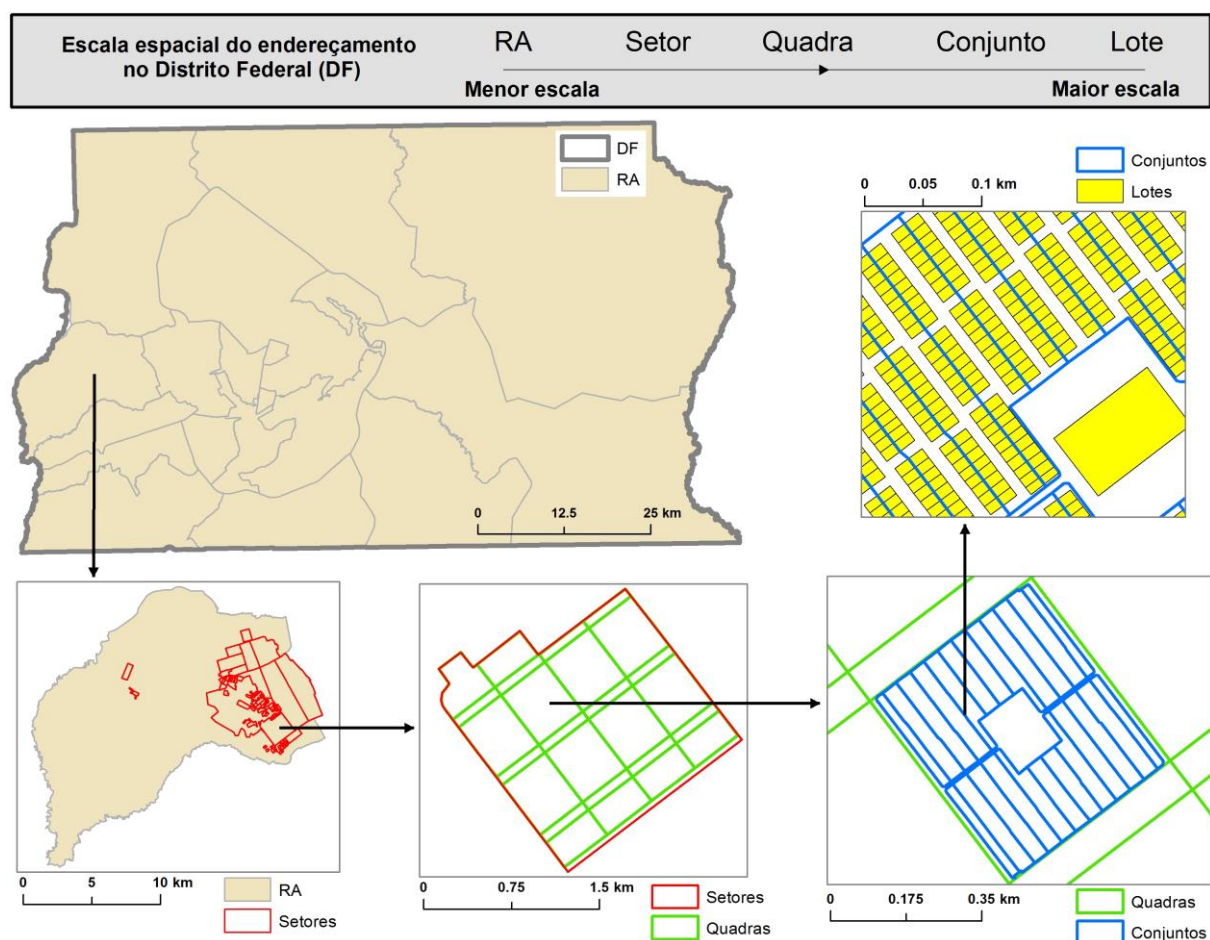 Escala espacial do endereçamento
no Distrito Federal (DF)
RA Setor Quadra Conjunto Lote
Menor escala Maior escala
DF
RA
0 12.5 25 km
Conjuntos
Lotes
0 0.05 0.1 km
0 5 10 km
RA
Setores
0 0.75 1.5 km
Setores
Quadras
0 0.175 0.35 km
Quadras
Conjuntos